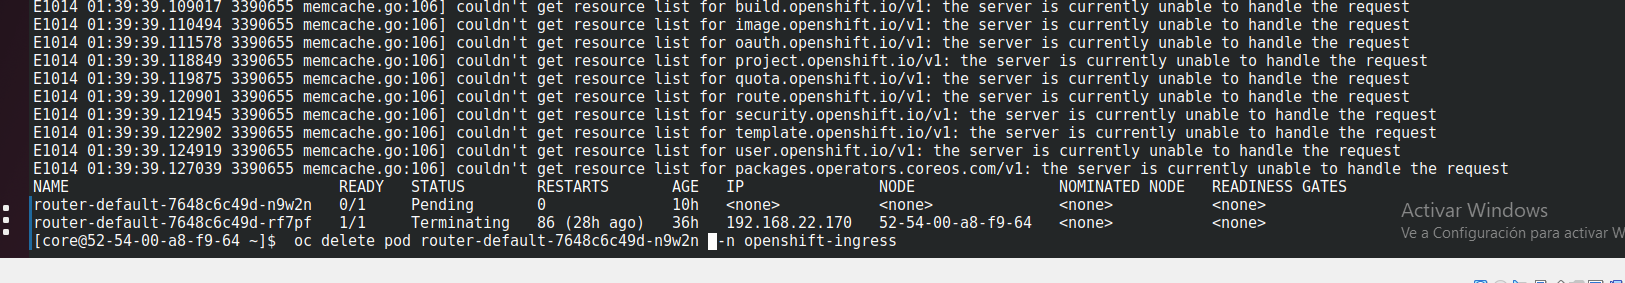 E1014 01:39:39.109017 3390655 memcache.go:106] couldn't get resource list for build.openshift.io/v1: the server is currently unable to handle the request
E1014 01:39:39.110494 3390655 memcache.go:106] couldn't get resource list for image.openshift.io/v1: the server is currently unable to handle the request
E1014 01:39:39.111578 3390655 memcache.go:106] couldn't get resource list for oauth.openshift.io/v1: the server is currently unable to handle the request
E1014 01:39:39.118849 3390655 memcache.go:106] couldn't get resource list for project.openshift.io/v1: the server is currently unable to handle the request
E1014 01:39:39.119875 3390655 memcache.go:106] couldn't get resource list for quota.openshift.io/v1: the server is currently unable to handle the request
E1014 01:39:39.120901 3390655 memcache.go:106] couldn't get resource list for route.openshift.io/v1: the server is currently unable to handle the request
E1014 01:39:39.121945 3390655 memcache.go:106] couldn't get resource list for security.openshift.io/v1: the server is currently unable to handle the request
E1014 01:39:39.122902 3390655 memcache.go:106] couldn't get resource list for template.openshift.io/v1: the server is currently unable to handle the request
E1014 01:39:39.124919 3390655 memcache.go:106] couldn't get resource list for user.openshift.io/v1: the server is currently unable to handle the request
E1014 01:39:39.127039 3390655 memcache.go:106] couldn't get resource list for packages.operators.coreos.com/v1: the server is currently unable to handle the request
NAME READY STATUS RESTARTS AGE IP NODE NOMINATED NODE READINESS GATES
router-default-7648c6c49d-n9w2n 0/1 Pending 0 10h <none> <none> <none> <none>
router-default-7648c6c49d-rf7pf 1/1 Terminating 86 (28h ago) 36h 192.168.22.170 52-54-00-a8-f9-64 <none> <none>
[core@52-54-00-a8-f9-64 ~]$ oc delete pod router-default-7648c6c49d-n9w2n -n openshift-ingress
Activar Windows
Ve a Configuración para activar W